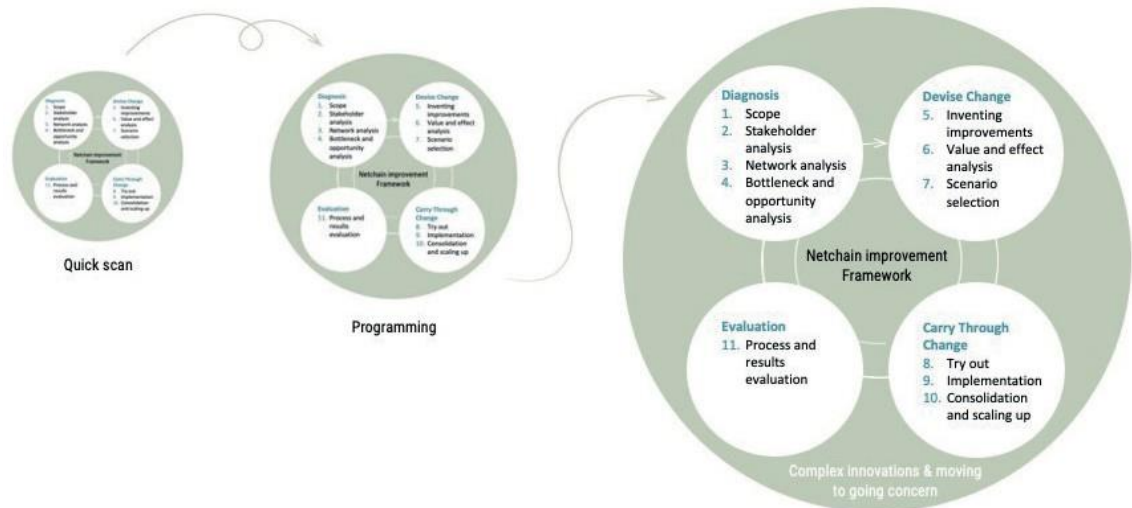 Diagnosis
1. Scope
2. Stakeholder
analysis
3. Network analysis
4. Bottleneck and
opportunity
analysis
Devise Change
5. Inventing
improvements
6. Value and effect
analysis
7. Scenario
selection
Netchain improvement
Framework
Evaluation
11. Process and
results
evaluation
Carry Through
Change
8. Try out
9. Implementation
10. Consolidation
and scaling up
Quick scan
Diagnosis
1. Scope
2. Stakeholder
analysis
3. Network analysis
4. Bottleneck and
opportunity
analysis
Devise Change
5. Inventing
improvements
6. Value and effect
analysis
7. Scenario
selection
Netchain improvement
Framework
Evaluation
11. Process and
results
evaluation
Carry Through
Change
8. Try out
9. Implementation
10. Consolidation
and scaling up
Programming
Diagnosis
1. Scope
2. Stakeholder
analysis
3. Network analysis
4. Bottleneck and
opportunity
analysis
Devise Change
5. Inventing
improvements
6. Value and effect
analysis
7. Scenario
selection
Netchain improvement
Framework
Evaluation
11. Process and
results
evaluation
Carry Through
Change
8. Try out
9. Implementation
10. Consolidation
and scaling up
Complex innovations & moving
to going concern